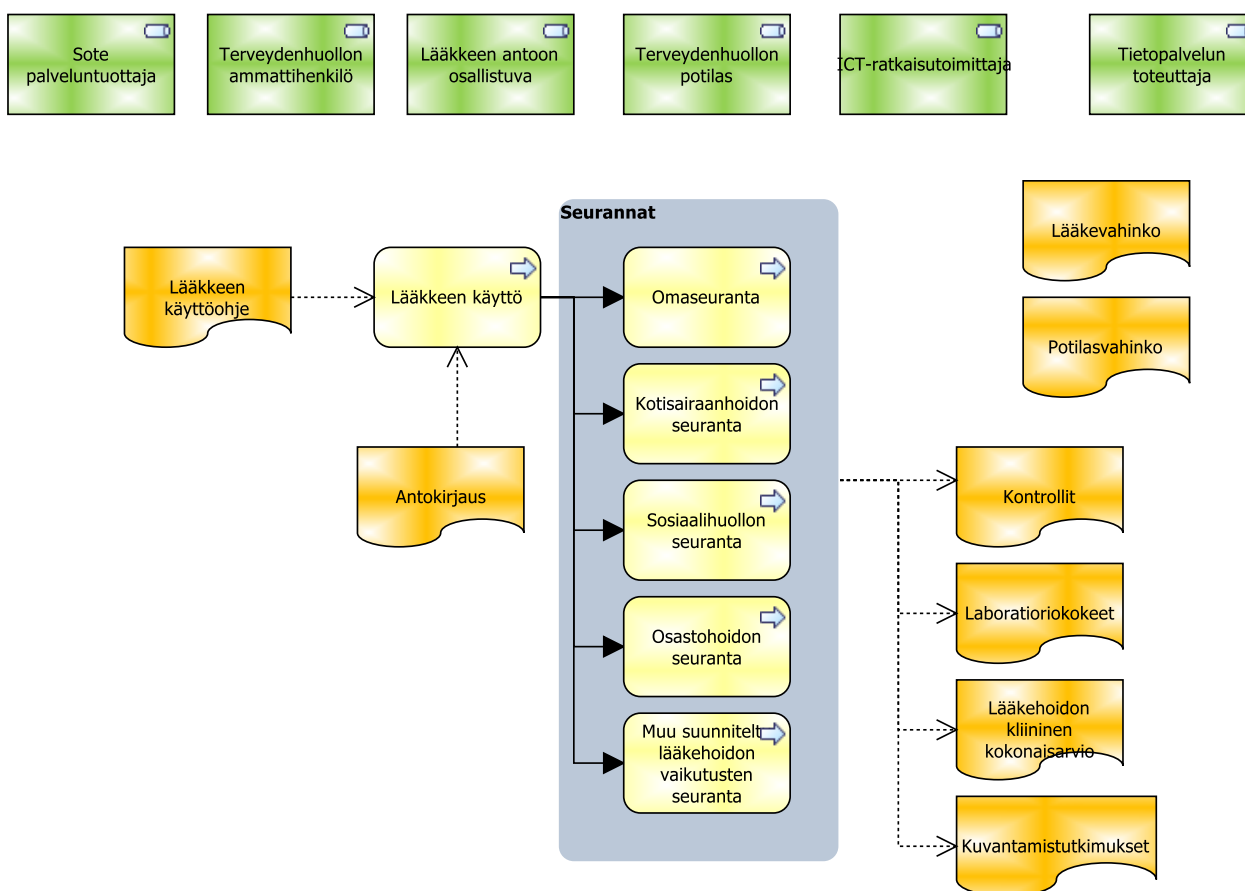 Sote
palveluntuottaja
Terveydenhuollon
ammattihenkilö
Lääkkeen antoon
osallistuva
Terveydenhuollon
potilas
ICT-ratkaisutoimittaja
Tietopalvelun
toteuttaja
Seurannat
Lääkkeen
käyttöohje
Lääkkeen käyttö
Antokirjaus
Omaseuranta
Kotisairaanhoidon
seuranta
Sosiaalihuollon
seuranta
Osastohoidon
seuranta
Muu suunnitelt
lääkehoidon
vaikutusten
seuranta
Lääkevahinko
Potilasvahinko
Kontrollit
Laboratioriokokeet
Lääkehoidon
kliininen
kokonaisarvio
Kuvantamistutkimukset